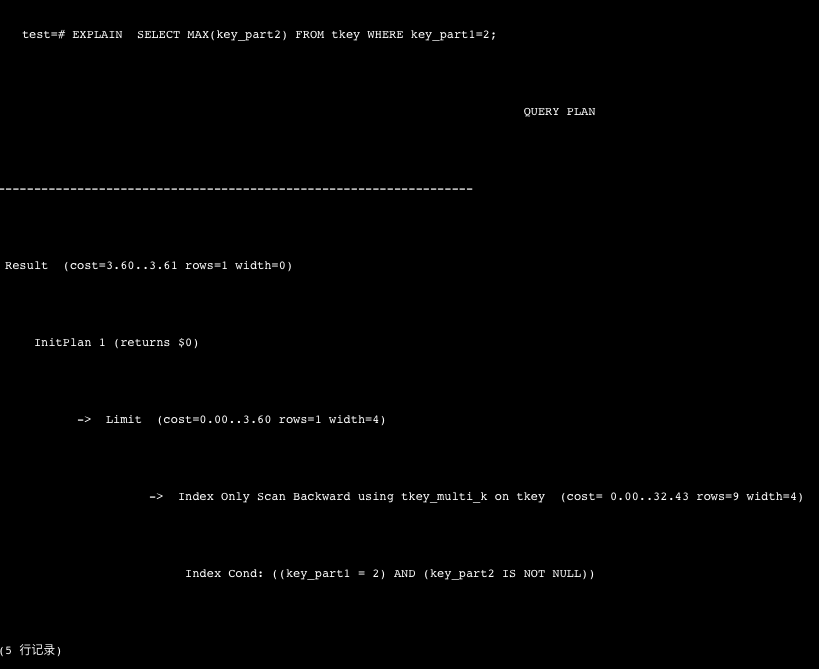 test=# EXPLAIN  SELECT MAX(key_part2) FROM tkey WHERE key_part1=2;
QUERY PLAN
------------------------------------------------------------------
Result  (cost=3.60..3.61 rows=1 width=0)
InitPlan 1 (returns $0)
->  Limit  (cost=0.00..3.60 rows=1 width=4)
->  Index Only Scan Backward using tkey_multi_k on tkey  (cost= 0.00..32.43 rows=9 width=4)
Index Cond: ((key_part1 = 2) AND (key_part2 IS NOT NULL))
(5 行记录)